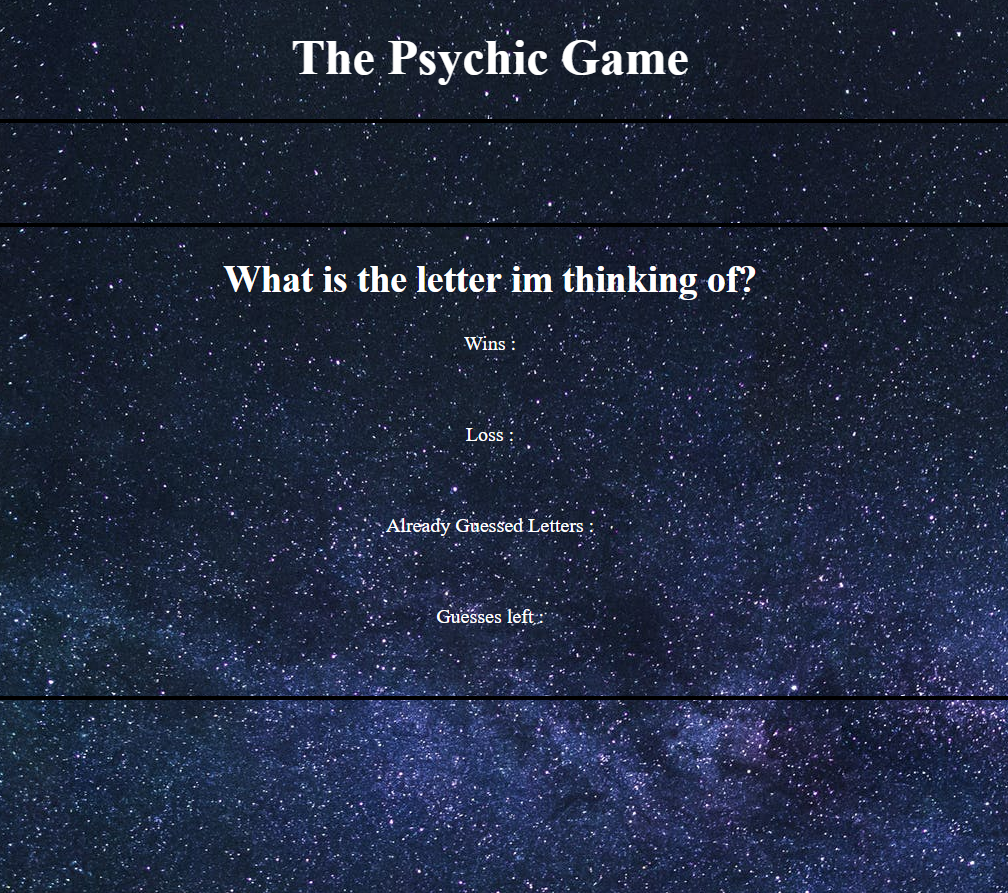 The Psychic Game
What is the letter im thinking of?
Wins :
Loss :
Already Guessed Letters :
Guesses left :